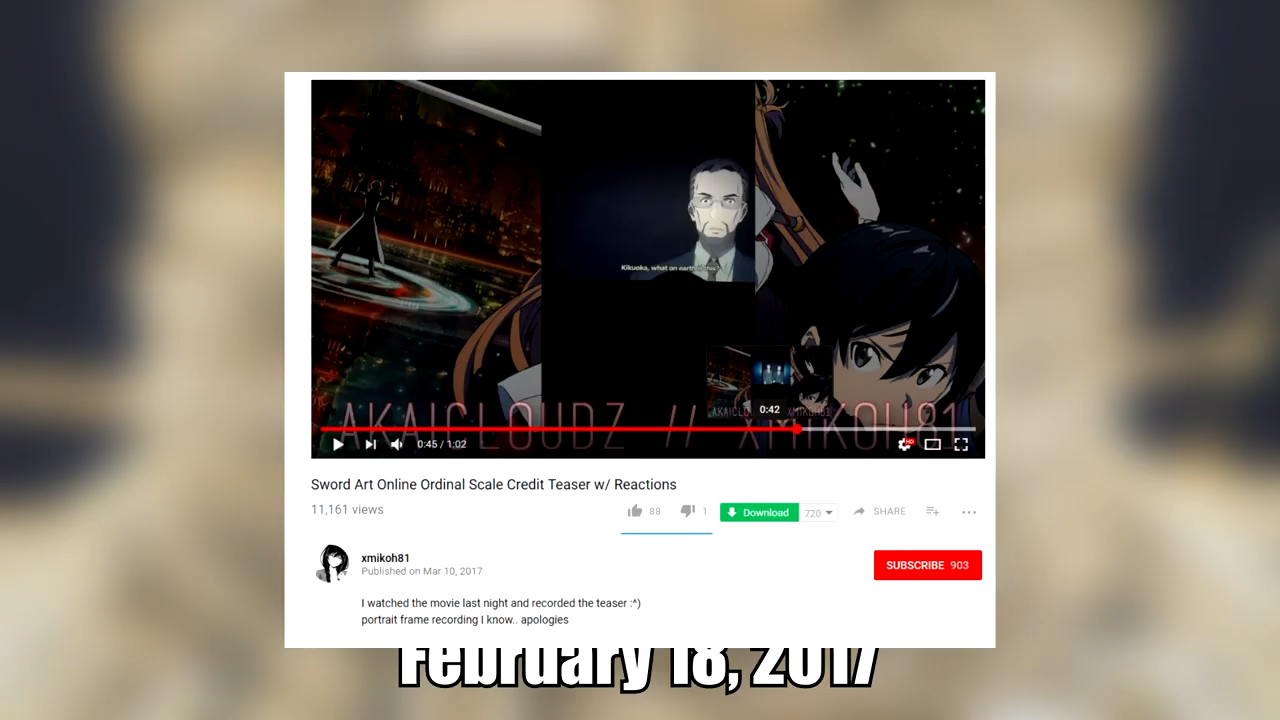 Kikuoka, what on earth is this?
0:42
AKAICLOUDZ // XMIKOH81
0:45 / 1:02
HD
Sword Art Online Ordinal Scale Credit Teaser w/ Reactions
11,161 views
88
1
Download
720
SHARE
xmikoh81
Published on Mar 10, 2017
SUBSCRIBE 903
I watched the movie last night and recorded the teaser :^)
portrait frame recording I know.. apologies
February 18, 2017